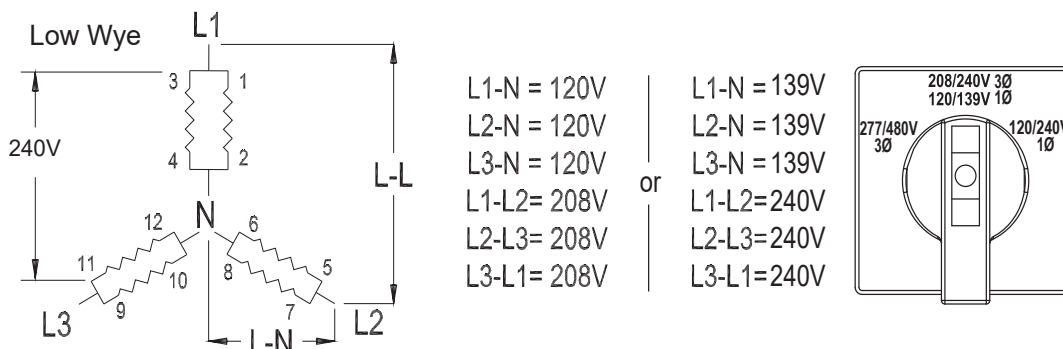 Low Wye
L1
3 1
240V
4 2
L-L
N
12 6
11 10 8 5
9 7
L3 L2
L-N
L1-N = 120V
L2-N = 120V
L3-N = 120V
L1-L2= 208V
L2-L3= 208V
L3-L1= 208V
or
L1-N = 139V
L2-N = 139V
L3-N = 139V
L1-L2=240V
L2-L3=240V
L3-L1=240V
208/240V 3Ø
120/139V 1Ø
277/480V
3Ø
120/240V
1Ø